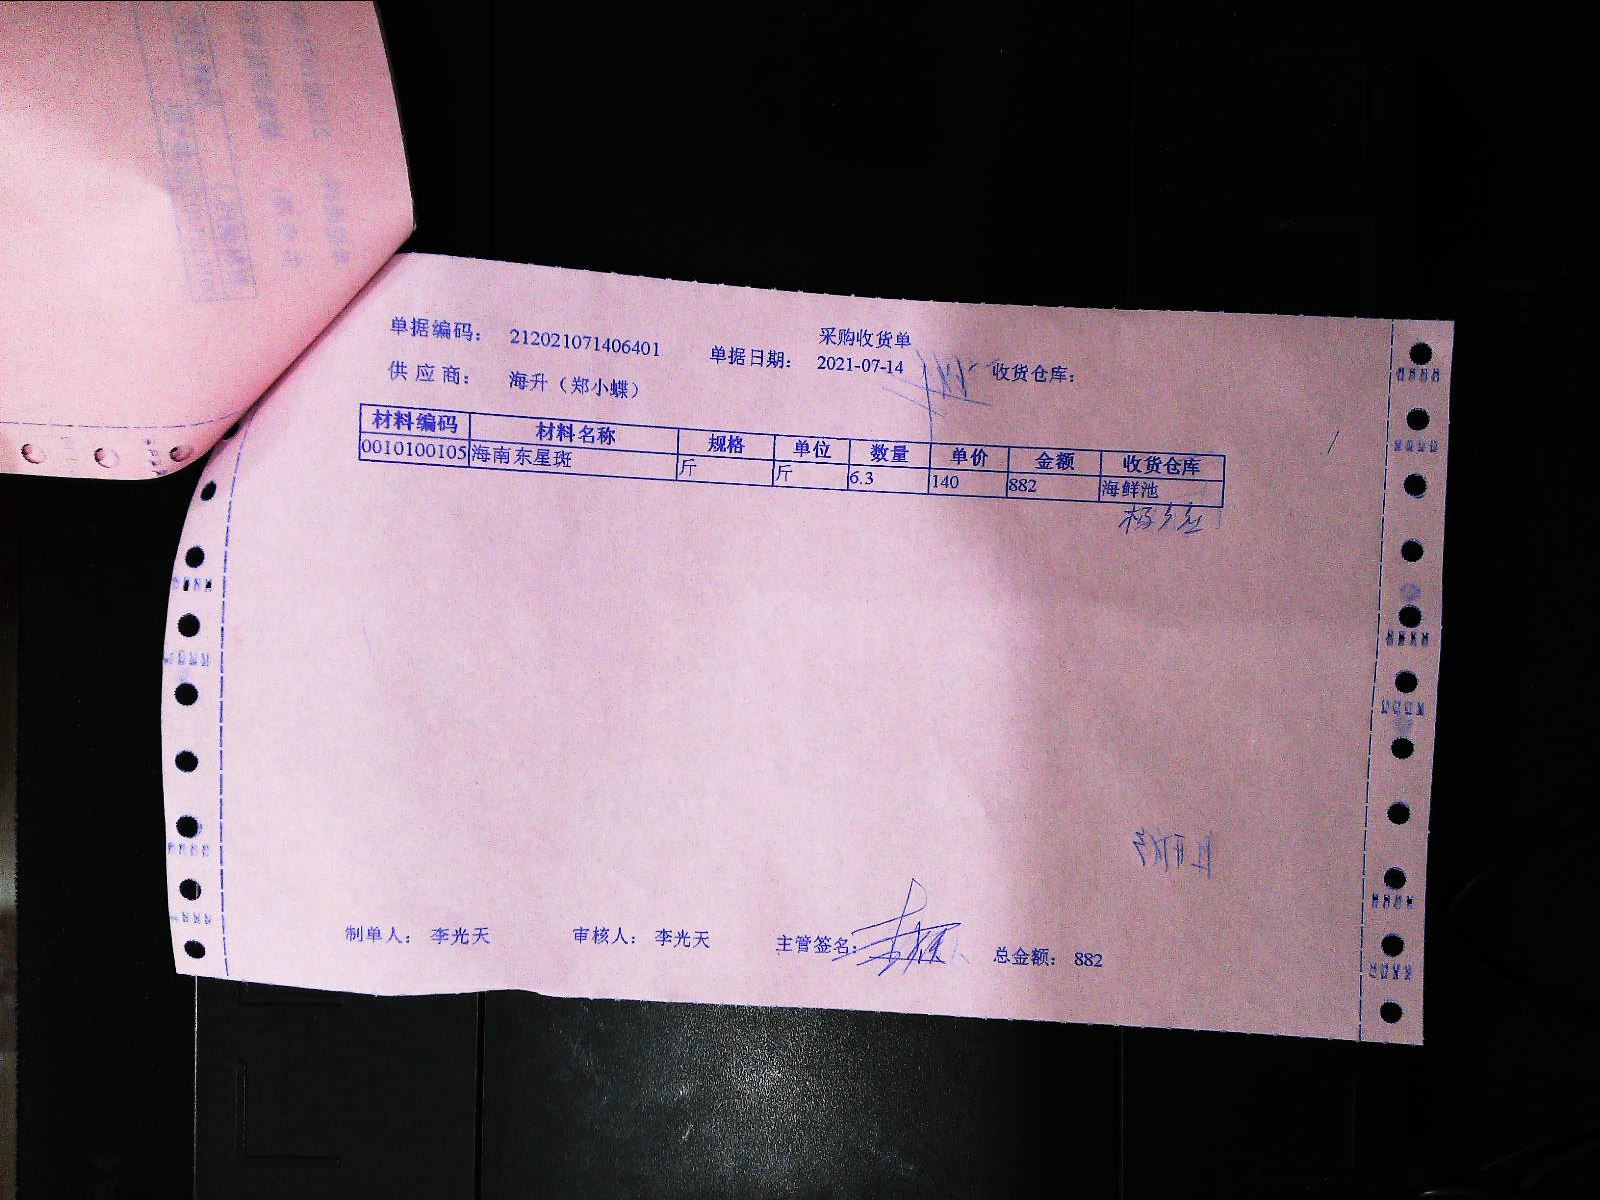 采购收货单
单据编码： 212021071406401 单据日期： 2021-07-14 收货仓库：
供应商： 海升（郑小蝶）
材料编码 材料名称 规格 单位 数量 单价 金额 收货仓库
0010100105 海南东星斑 斤 斤 6.3 140 882 海鲜池
制单人： 李光天 审核人： 李光天 主管签名： 总金额： 882